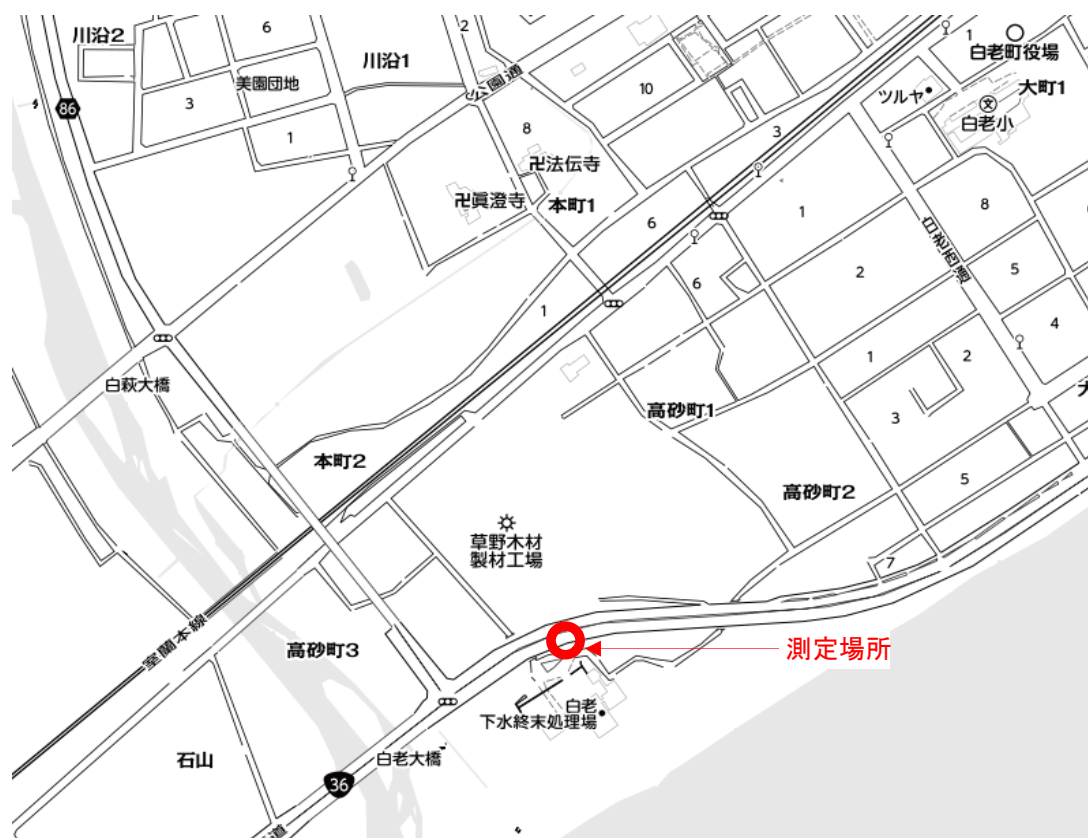 川沿2
6
2
1
白老町役場
川沿1
公園通
大町1
美園団地
86
3
10
ツルヤ
文
白老小
1
8
3
卍法伝寺
卍眞澄寺
本町1
6
1
8
2
5
6
1
4
1
2
白萩大橋
高砂町1
3
本町2
高砂町2
5
草野木材
製材工場
7
室蘭本線
高砂町3
測定場所
白老
下水終末処理場
石山
白老大橋
36
道